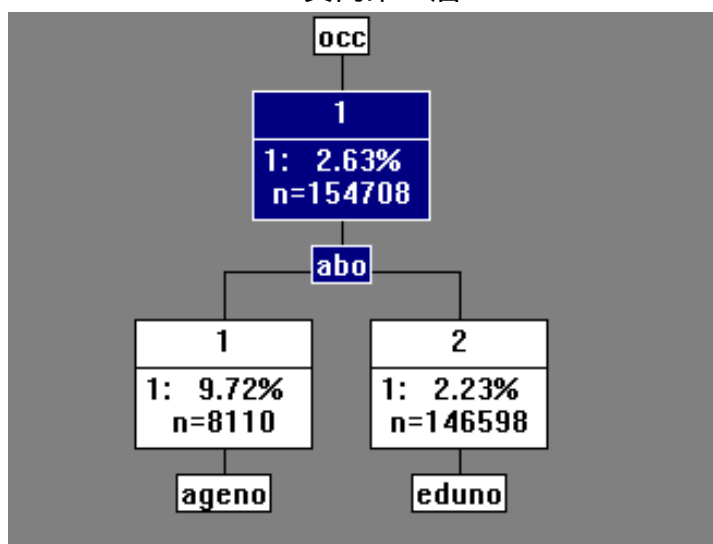 occ
1
1: 2.63%
n=154708
abo
1
1: 9.72%
n=8110
2
1: 2.23%
n=146598
ageno
eduno